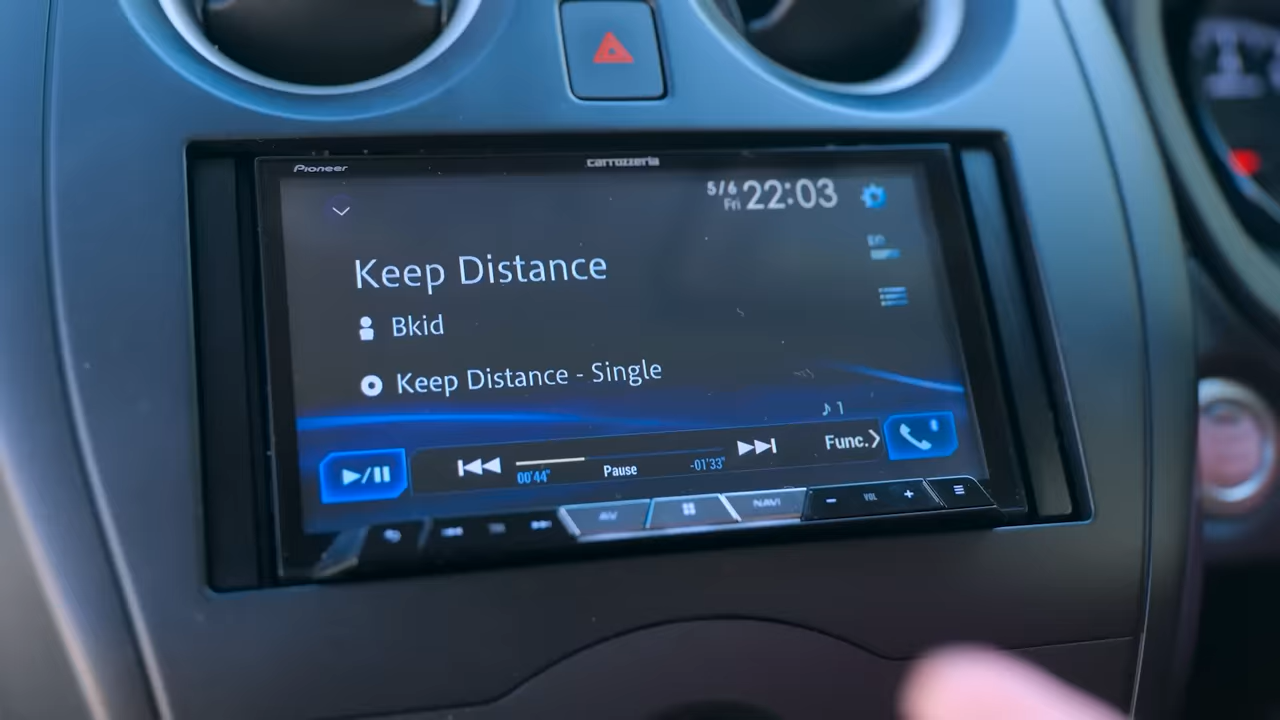 Pioneer
carrozzeria
5/6
Fri
22:03
Keep Distance
Bkid
Keep Distance - Single
♪ 1
00'44"
Pause
-01'33"
Func.
AV
NAVI
- VOL +